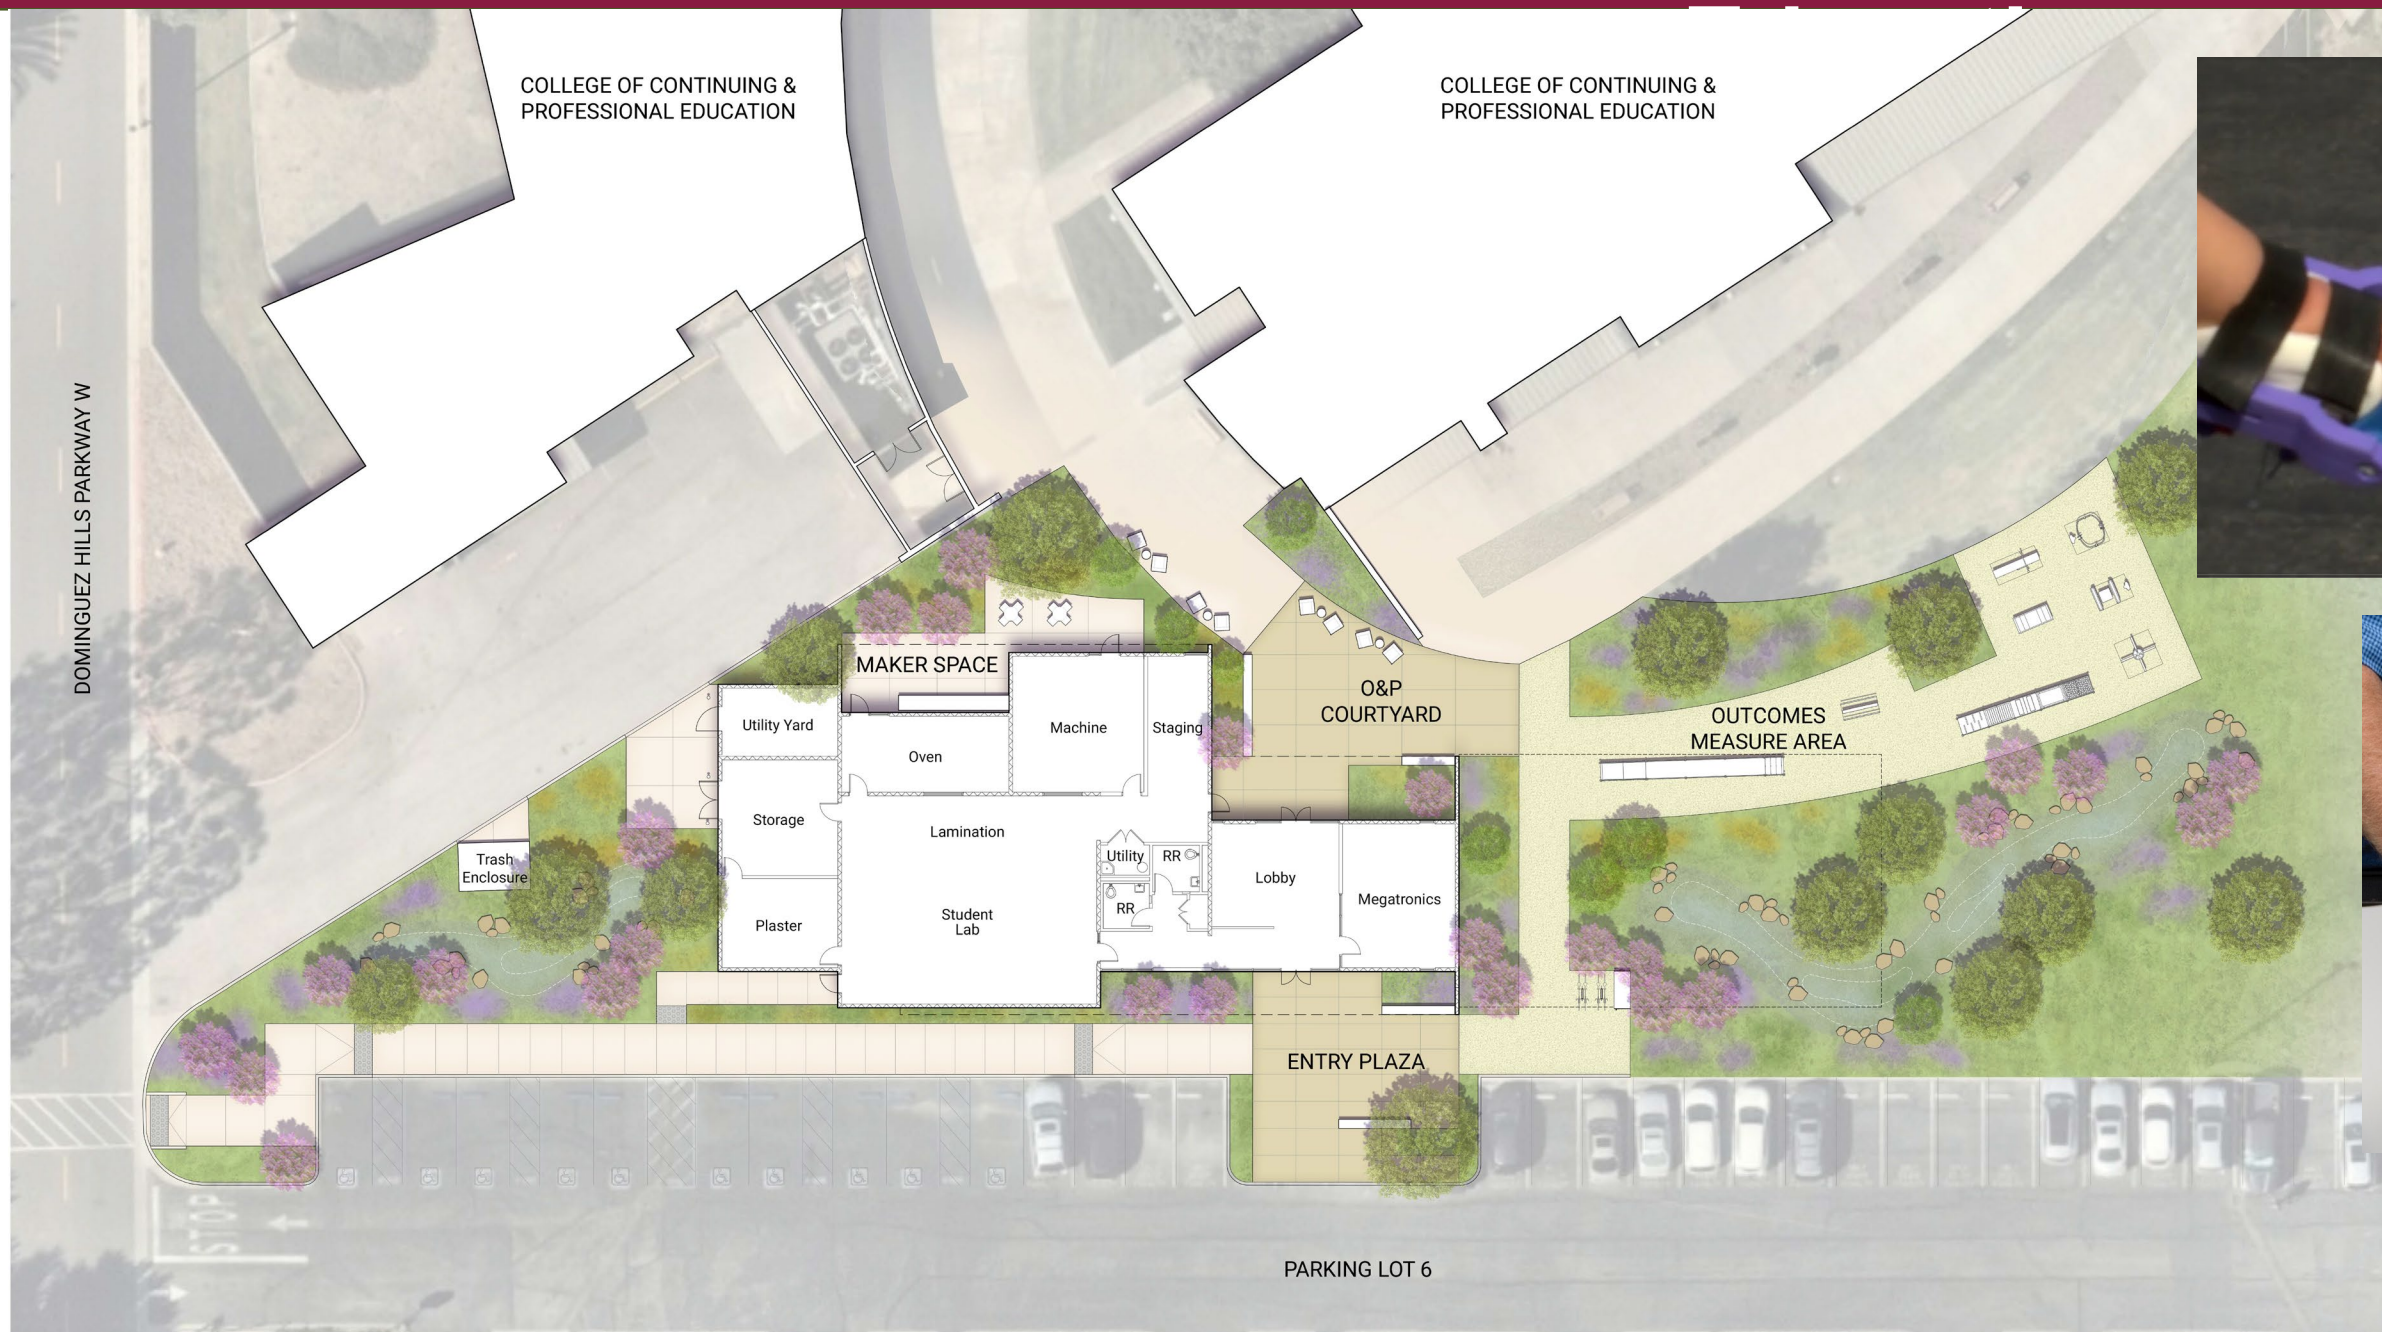 COLLEGE OF CONTINUING &
PROFESSIONAL EDUCATION
COLLEGE OF CONTINUING &
PROFESSIONAL EDUCATION
DOMINGUEZ HILLS PARKWAY W
MAKER SPACE
O&P
COURTYARD
OUTCOMES
MEASURE AREA
Utility Yard
Oven
Machine
Staging
Storage
Lamination
Trash
Enclosure
Utility
RR
Lobby
Megatronics
RR
Student
Lab
Plaster
ENTRY PLAZA
STOP
PARKING LOT 6